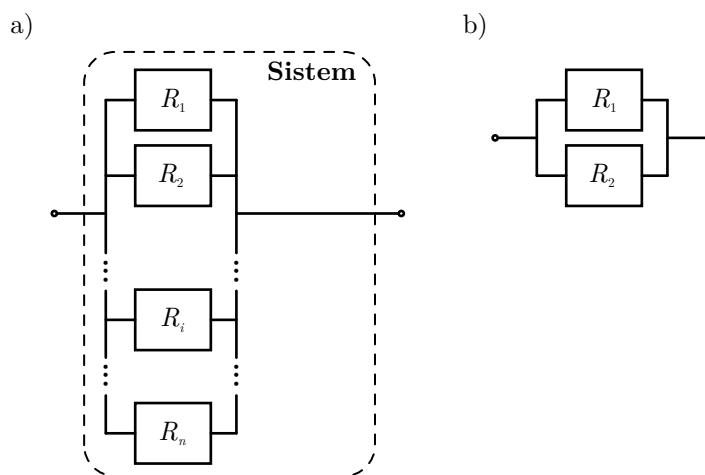 a)
Sistem
R₁
R₂
Rᵢ
Rₙ
b)
R₁
R₂